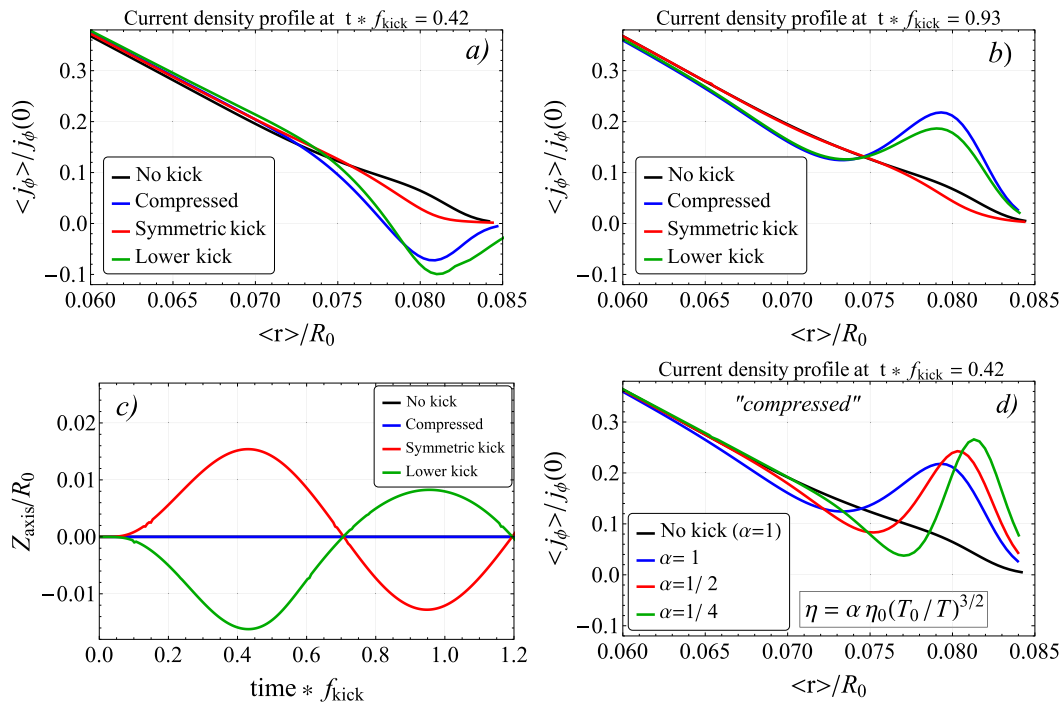 Current density profile at t * f_kick = 0.42
a)
<j_ϕ>/j_ϕ(0)
0.3
0.2
0.1
0.0
−0.1
No kick
Compressed
Symmetric kick
Lower kick
0.060 0.065 0.070 0.075 0.080 0.085
<r>/R_0
Current density profile at t * f_kick = 0.93
b)
<j_ϕ>/j_ϕ(0)
0.3
0.2
0.1
0.0
−0.1
No kick
Compressed
Symmetric kick
Lower kick
0.060 0.065 0.070 0.075 0.080 0.085
<r>/R_0
c)
Z_axis/R_0
0.02
0.01
0.00
−0.01
No kick
Compressed
Symmetric kick
Lower kick
0.0 0.2 0.4 0.6 0.8 1.0 1.2
time * f_kick
Current density profile at t * f_kick = 0.42
"compressed"
d)
<j_ϕ>/j_ϕ(0)
0.3
0.2
0.1
0.0
−0.1
No kick (α=1)
α= 1
α=1/ 2
α=1/ 4
η = α η_0(T_0/T)^{3/2}
0.060 0.065 0.070 0.075 0.080 0.085
<r>/R_0